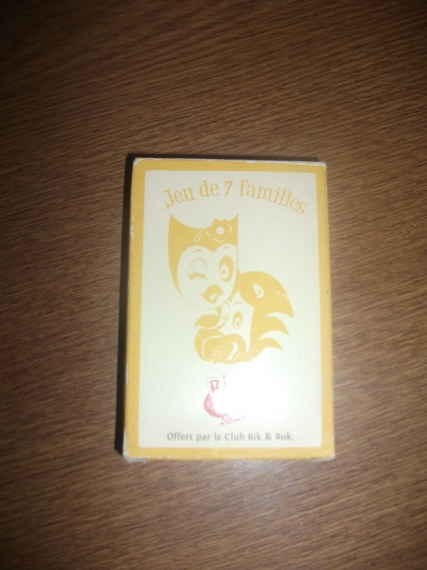 Jeu de 7 familles
Offert par le Club Rik & Rok.